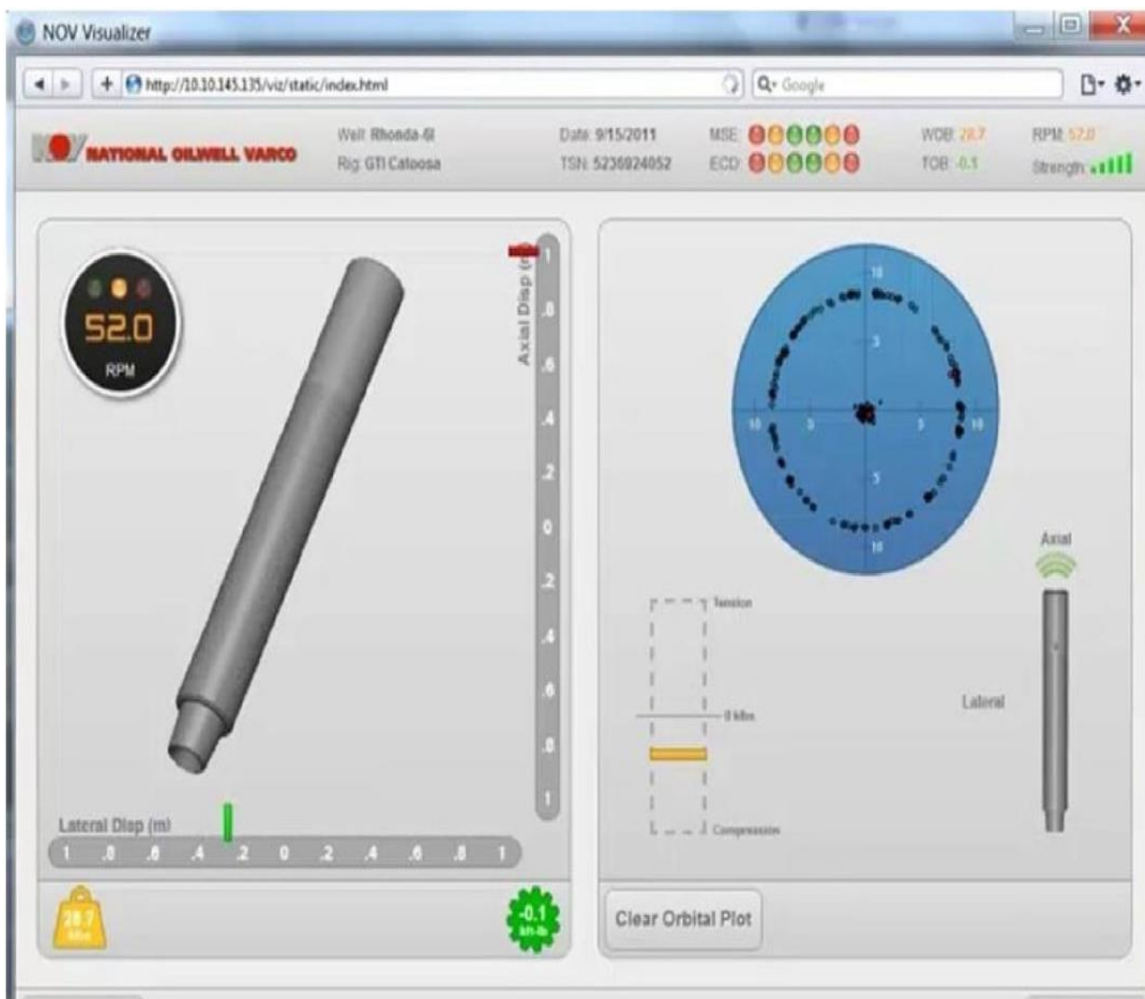 NOV Visualizer
http://10.10.145.135/viz/static/index.html
Google
NOV NATIONAL OILWELL VARCO
Well: Rhonda-6I
Rig: GTI Catoosa
Date: 9/15/2011
TSN: 5236924052
MSE:
ECD:
WOB: 28.7
TOB: -0.1
RPM: 52.0
Strength:
52.0
RPM
Axial Disp
1
.8
.6
.4
.2
0
.2
.4
.6
.8
1
Lateral Disp (m)
1 .8 .6 .4 .2 0 .2 .4 .6 .8 1
28.7
klbs
-0.1
kft-lb
10
5
10 5 5 10
5
10
Tension
0 klbs
Compression
Axial
Lateral
Clear Orbital Plot